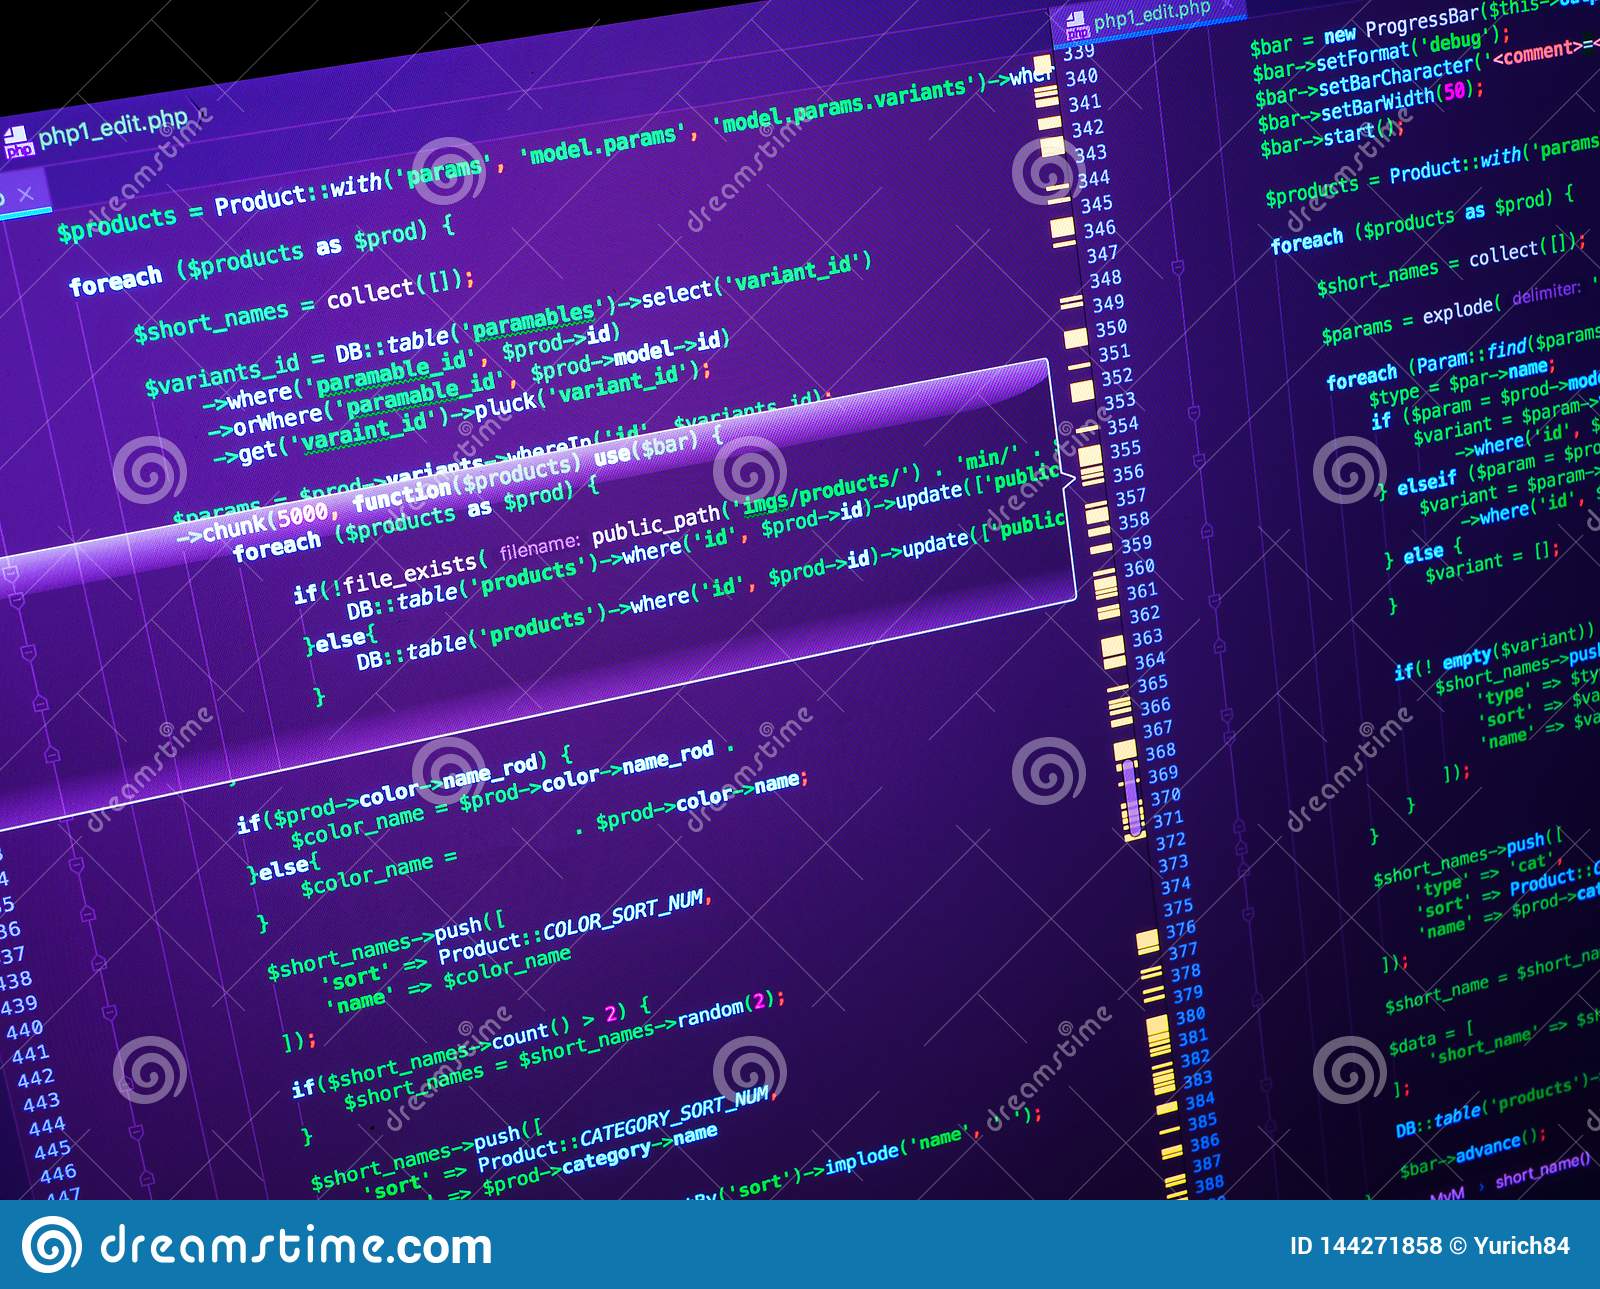 php1_edit.php
$products = Product::with('params', 'model.params', 'model.params.variants')->wher
foreach ($products as $prod) {
$short_names = collect([]);
$variants_id = DB::table('paramables')->select('variant_id')
->where('paramable_id', $prod->id)
->orWhere('paramable_id', $prod->model->id)
->get('varaint_id')->pluck('variant_id');
$params = $prod->variants->whereIn('id', $variants_id);
->chunk(5000, function($products) use($bar) {
foreach ($products as $prod) {
if(!file_exists( filename: public_path('imgs/products/') . 'min/' .
DB::table('products')->where('id', $prod->id)->update(['public
}else{
DB::table('products')->where('id', $prod->id)->update(['public
}
if($prod->color->name_rod) {
$color_name = $prod->color->name_rod .
}else{
$color_name = . $prod->color->name;
}
$short_names->push([
'sort' => Product::COLOR_SORT_NUM,
'name' => $color_name
]);
if($short_names->count() > 2) {
$short_names = $short_names->random(2);
}
$short_names->push([
'sort' => Product::CATEGORY_SORT_NUM,
=> $prod->category->name
('sort')->implode('name', ' ');
438
439
440
441
442
443
444
445
446
447
php1_edit.php
339
340
341
342
343
344
345
346
347
348
349
350
351
352
353
354
355
356
357
358
359
360
361
362
363
364
365
366
367
368
369
370
371
372
373
374
375
376
377
378
379
380
381
382
383
384
385
386
387
388
$bar = new ProgressBar($this->
$bar->setFormat('debug');
$bar->setBarCharacter('<comment>=<
$bar->setBarWidth(50);
$bar->start();
$products = Product::with('params
foreach ($products as $prod) {
$short_names = collect([]);
$params = explode( delimiter: '
foreach (Param::find($params
$type = $par->name;
if ($param = $prod->mode
$variant = $param->
->where('id', $
} elseif ($param = $pro
$variant = $param->
->where('id',
} else {
$variant = [];
}
if(! empty($variant))
$short_names->push
'type' => $ty
'sort' => $va
'name' => $va
]);
}
}
$short_names->push([
'type' => 'cat',
'sort' => Product::C
'name' => $prod->cat
]);
$short_name = $short_na
$data = [
'short_name' => $sh
];
DB::table('products')-
$bar->advance();
MyM › short_name()
dreamstime.com
ID 144271858 © Yurich84